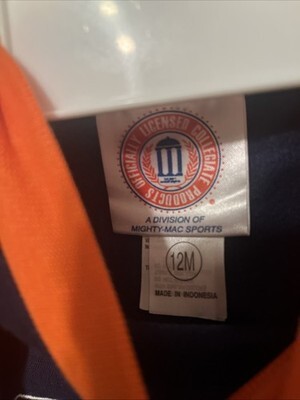 OFFICIALLY LICENSED COLLEGIATE PRODUCTS
®
A DIVISION OF
MIGHTY-MAC SPORTS
12M
MADE IN INDONESIA